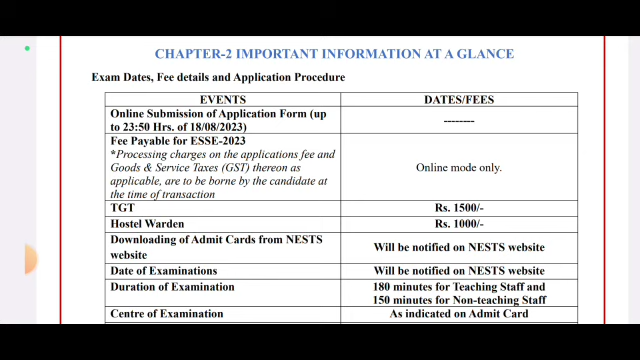 CHAPTER-2 IMPORTANT INFORMATION AT A GLANCE
Exam Dates, Fee details and Application Procedure
EVENTS DATES/FEES
Online Submission of Application Form (up
to 23:50 Hrs. of 18/08/2023)
--------
Fee Payable for ESSE-2023
*Processing charges on the applications fee and
Goods & Service Taxes (GST) thereon as
applicable, are to be borne by the candidate at
the time of transaction
Online mode only.
TGT Rs. 1500/-
Hostel Warden Rs. 1000/-
Downloading of Admit Cards from NESTS
website
Will be notified on NESTS website
Date of Examinations Will be notified on NESTS website
Duration of Examination 180 minutes for Teaching Staff and
150 minutes for Non-teaching Staff
Centre of Examination As indicated on Admit Card